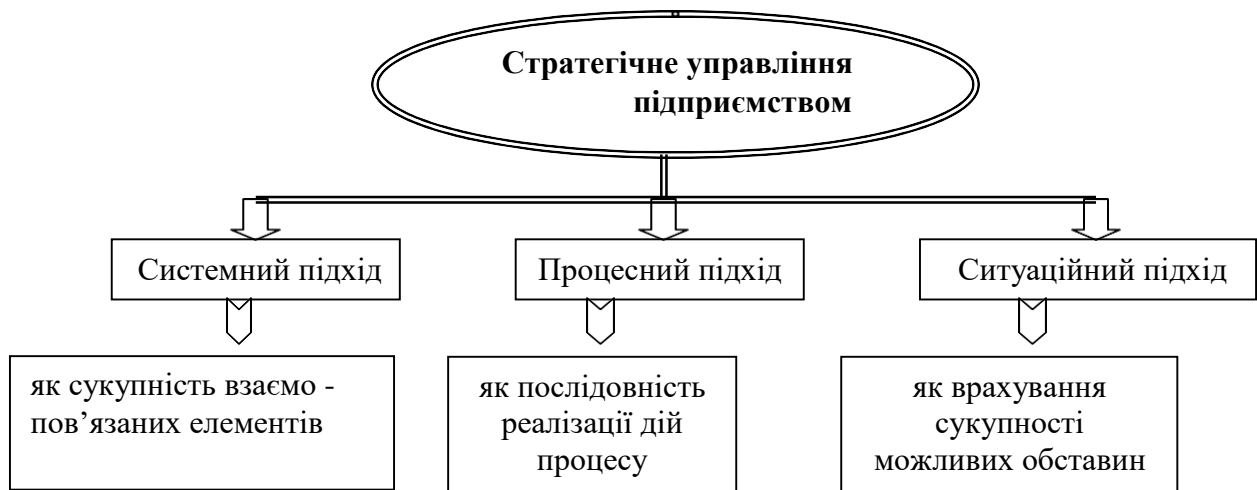 Стратегічне управління
підприємством
Системний підхід
Процесний підхід
Ситуаційний підхід
як сукупність взаємо -
пов’язаних елементів
як послідовність
реалізації дій
процесу
як врахування
сукупності
можливих обставин